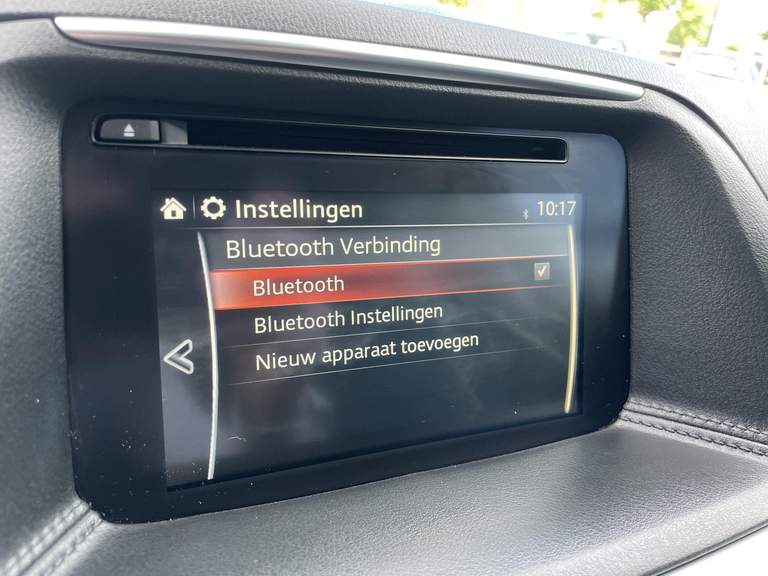 Instellingen 10:17
Bluetooth Verbinding
Bluetooth
Bluetooth Instellingen
Nieuw apparaat toevoegen